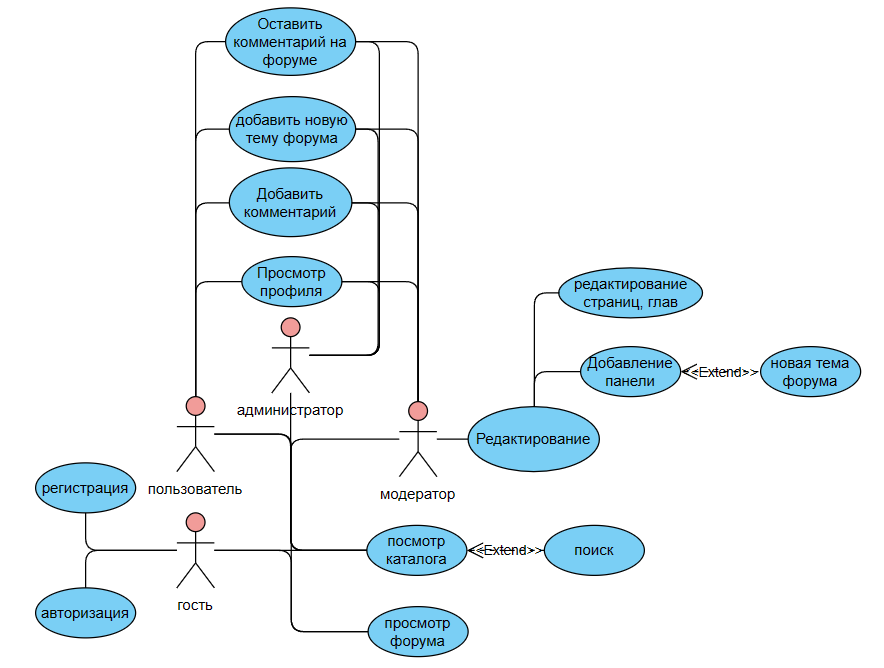 Оставить
комментарий на
форуме
добавить новую
тему форума
Добавить
комментарий
Просмотр
профиля
редактирование
страниц, глав
Добавление
панели
<<Extend>>
новая тема
форума
администратор
Редактирование
пользователь
модератор
регистрация
посмотр
каталога
<<Extend>>
поиск
гость
авторизация
просмотр
форума